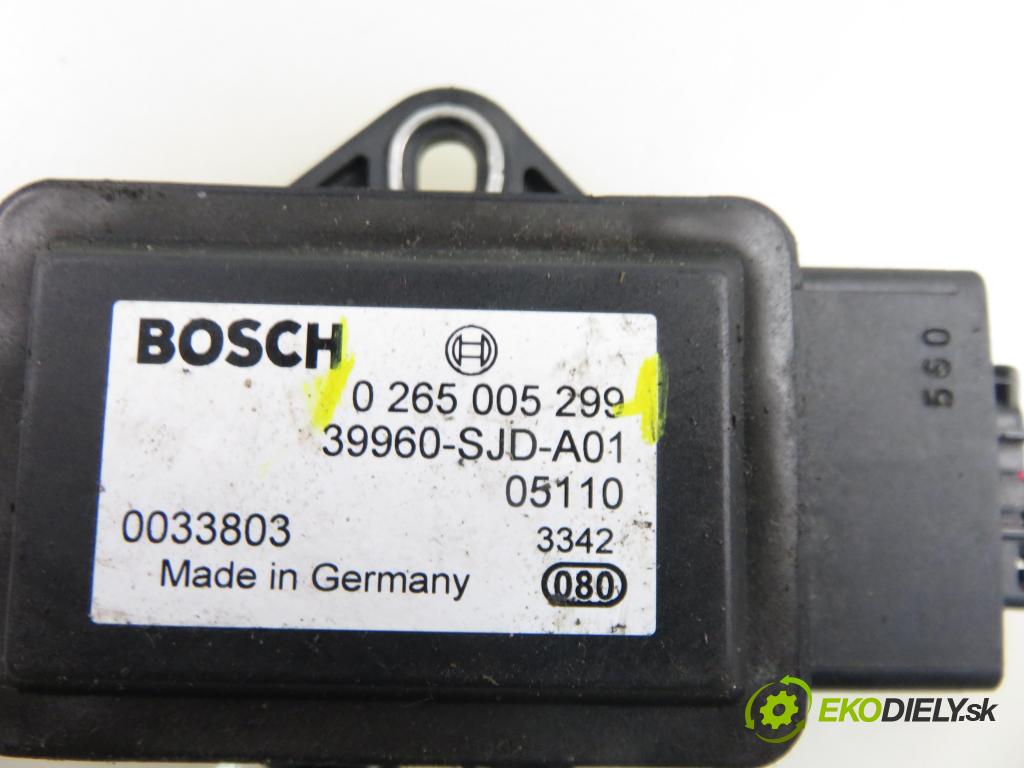 BOSCH
0 265 005 299
39960-SJD-A01
05110
0033803
3342
Made in Germany
080
560
EKODIELY.sk